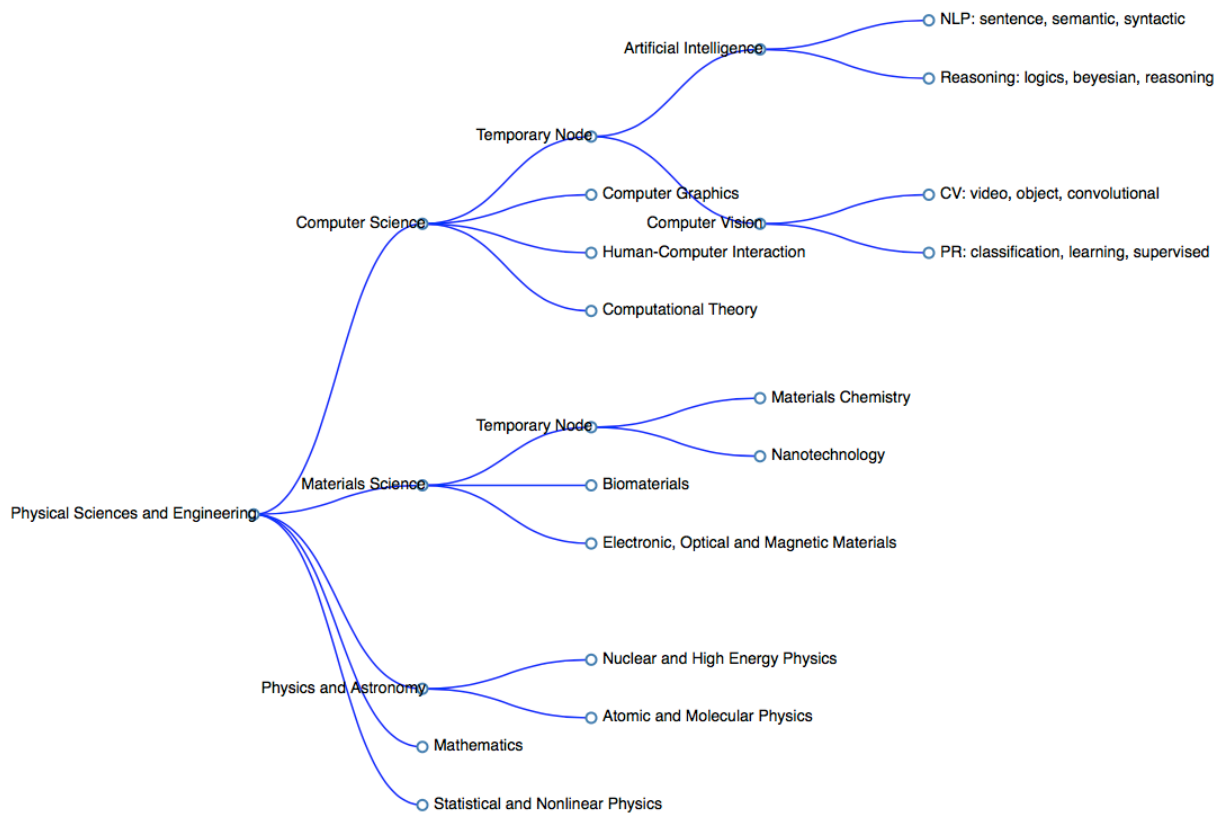 NLP: sentence, semantic, syntactic
Artificial Intelligence
Reasoning: logics, beyesian, reasoning
Temporary Node
Computer Graphics
CV: video, object, convolutional
Computer Science
Computer Vision
Human-Computer Interaction
PR: classification, learning, supervised
Computational Theory
Materials Chemistry
Temporary Node
Nanotechnology
Materials Science
Biomaterials
Physical Sciences and Engineering
Electronic, Optical and Magnetic Materials
Nuclear and High Energy Physics
Physics and Astronomy
Atomic and Molecular Physics
Mathematics
Statistical and Nonlinear Physics